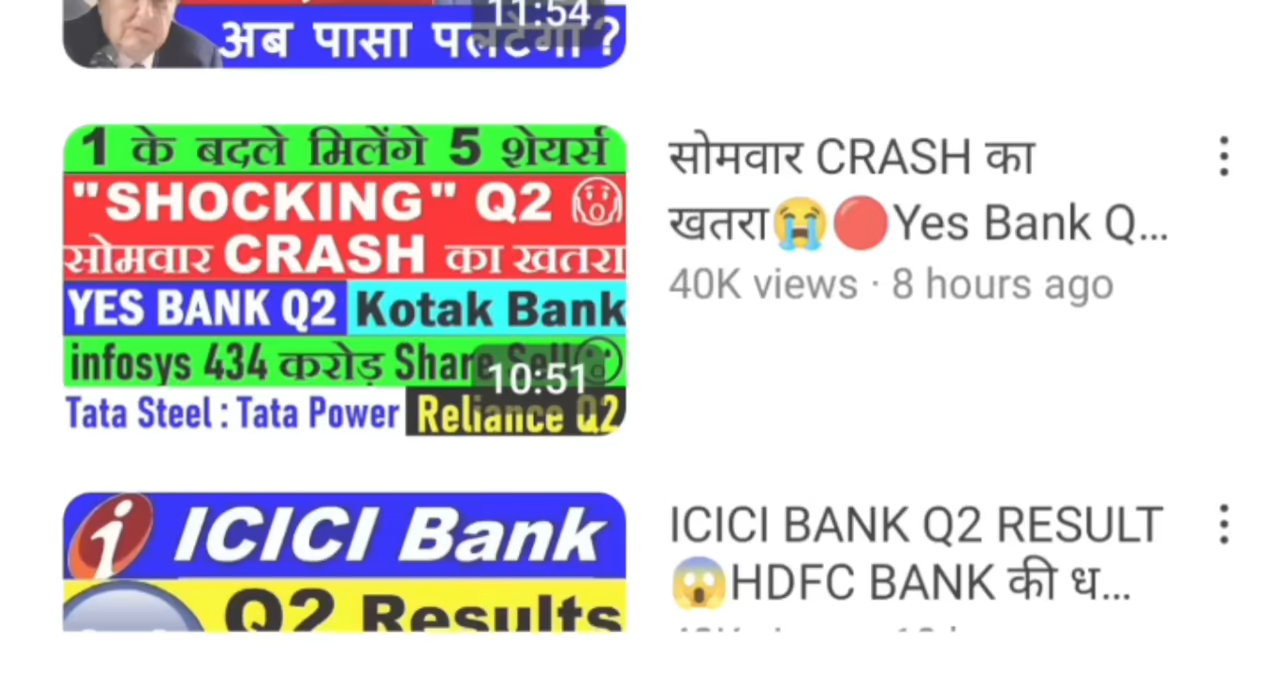 11:54
अब पासा पलटेगा ?
1 के बदले मिलेंगे 5 शेयर्स
"SHOCKING" Q2
सोमवार CRASH का खतरा
YES BANK Q2 Kotak Bank
infosys 434 करोड़ Share
10:51
Tata Steel : Tata Power Reliance Q2
सोमवार CRASH का
खतरा😭🔴Yes Bank Q...
40K views · 8 hours ago
i ICICI Bank
Q2 Results
ICICI BANK Q2 RESULT
😱HDFC BANK की ध...